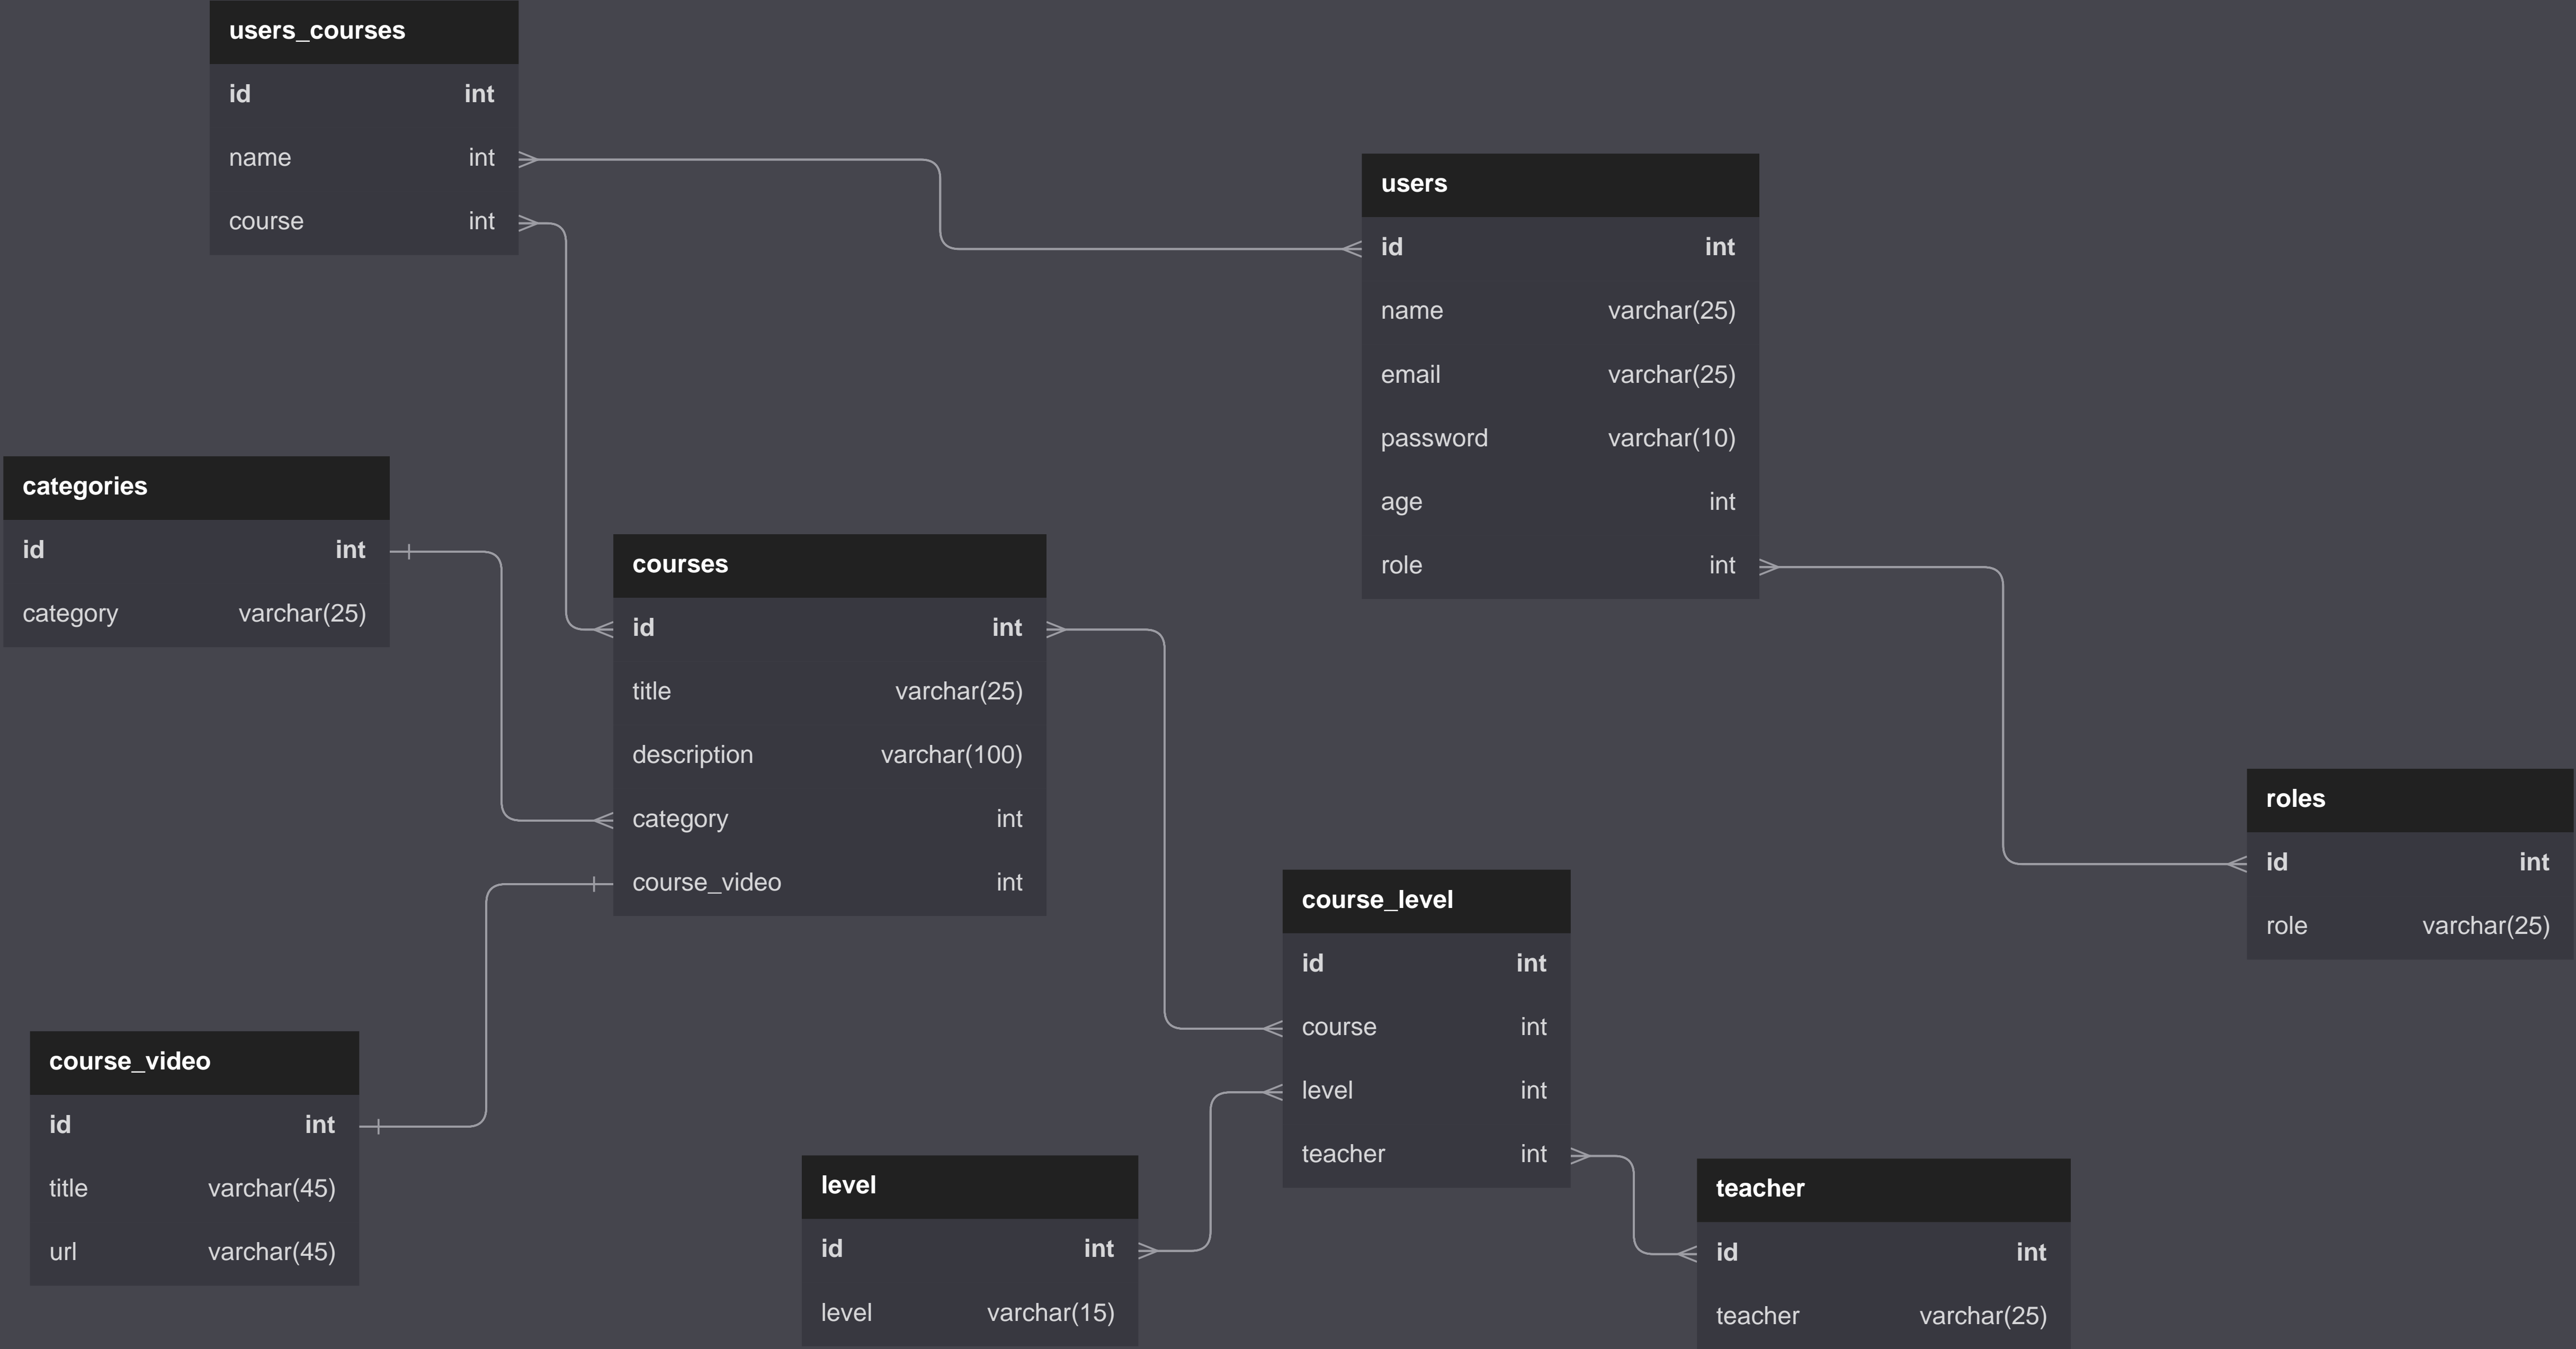 users_courses
id int
name int
course int
users
id int
name varchar(25)
email varchar(25)
password varchar(10)
age int
role int
categories
id int
category varchar(25)
courses
id int
title varchar(25)
description varchar(100)
category int
course_video int
roles
id int
role varchar(25)
course_level
id int
course int
level int
teacher int
course_video
id int
title varchar(45)
url varchar(45)
level
id int
level varchar(15)
teacher
id int
teacher varchar(25)